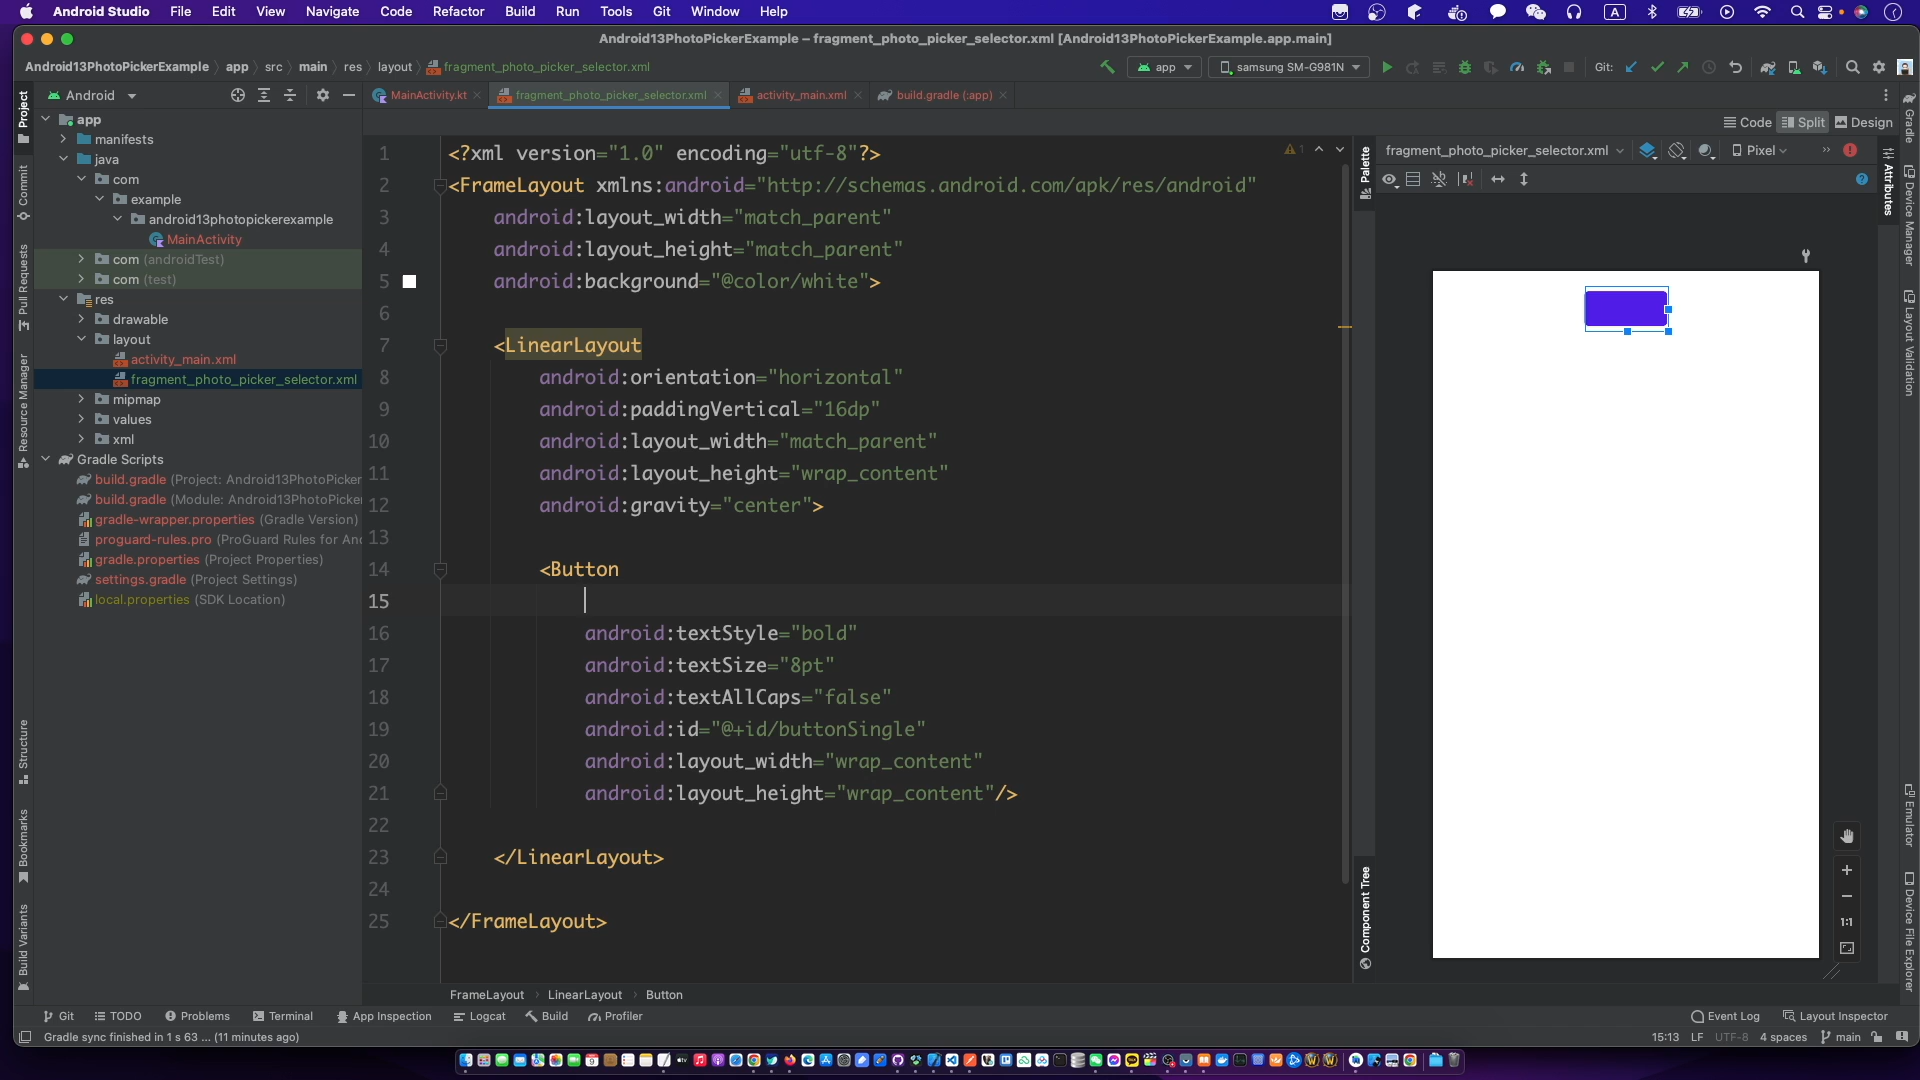 Android Studio File Edit View Navigate Code Refactor Build Run Tools Git Window Help
Android13PhotoPickerExample – fragment_photo_picker_selector.xml [Android13PhotoPickerExample.app.main]
Android13PhotoPickerExample app src main res layout fragment_photo_picker_selector.xml
app samsung SM-G981N Git:
Android
MainActivity.kt fragment_photo_picker_selector.xml activity_main.xml build.gradle (:app)
Code Split Design
fragment_photo_picker_selector.xml Pixel
Project
Commit
Pull Requests
Resource Manager
Structure
Bookmarks
Build Variants
app
manifests
java
com
example
android13photopickerexample
MainActivity
com (androidTest)
com (test)
res
drawable
layout
activity_main.xml
fragment_photo_picker_selector.xml
mipmap
values
xml
Gradle Scripts
build.gradle (Project: Android13PhotoPicker
build.gradle (Module: Android13PhotoPicke
gradle-wrapper.properties (Gradle Version)
proguard-rules.pro (ProGuard Rules for And
gradle.properties (Project Properties)
settings.gradle (Project Settings)
local.properties (SDK Location)
1 <?xml version="1.0" encoding="utf-8"?>
2 <FrameLayout xmlns:android="http://schemas.android.com/apk/res/android"
3 android:layout_width="match_parent"
4 android:layout_height="match_parent"
5 android:background="@color/white">
6
7 <LinearLayout
8 android:orientation="horizontal"
9 android:paddingVertical="16dp"
10 android:layout_width="match_parent"
11 android:layout_height="wrap_content"
12 android:gravity="center">
13
14 <Button
15
16 android:textStyle="bold"
17 android:textSize="8pt"
18 android:textAllCaps="false"
19 android:id="@+id/buttonSingle"
20 android:layout_width="wrap_content"
21 android:layout_height="wrap_content"/>
22
23 </LinearLayout>
24
25 </FrameLayout>
1
Palette
Component Tree
Attributes
1:1
Gradle
Device Manager
Layout Validation
Emulator
Device File Explorer
FrameLayout LinearLayout Button
Git TODO Problems Terminal App Inspection Logcat Build Profiler Event Log Layout Inspector
Gradle sync finished in 1 s 63 ... (11 minutes ago) 15:13 LF UTF-8 4 spaces main